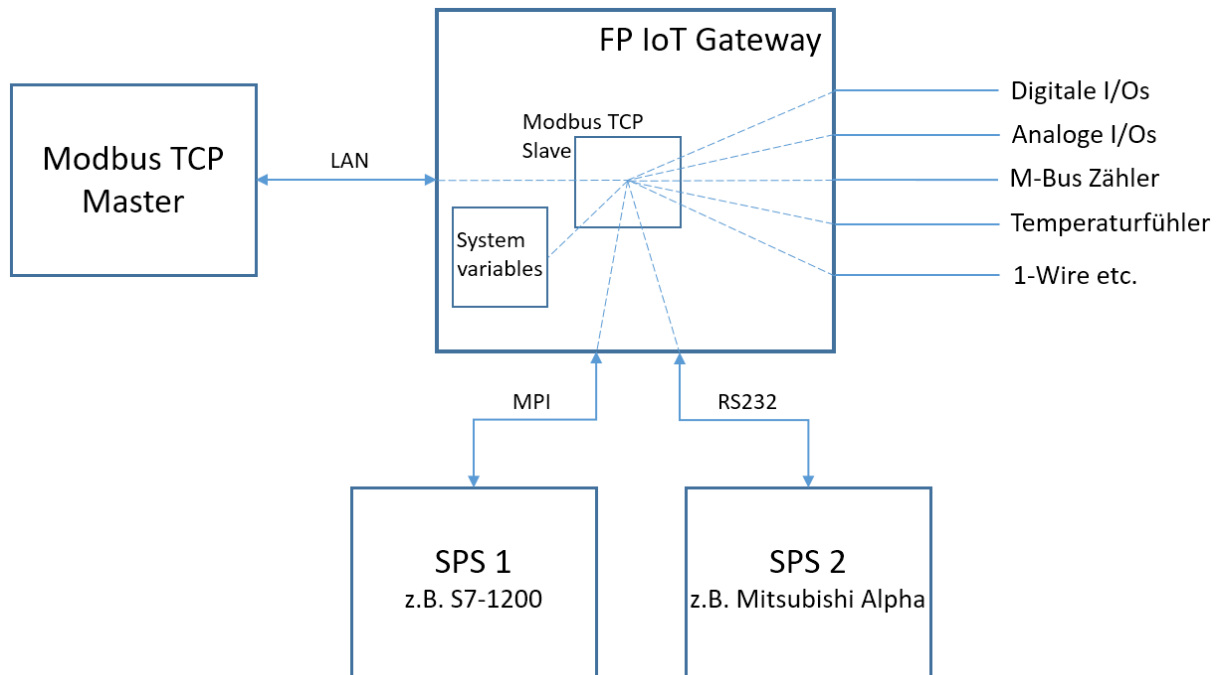 FP IoT Gateway
Modbus TCP
Master
LAN
Modbus TCP
Slave
System
variables
Digitale I/Os
Analoge I/Os
M-Bus Zähler
Temperaturfühler
1-Wire etc.
MPI
RS232
SPS 1
z.B. S7-1200
SPS 2
z.B. Mitsubishi Alpha